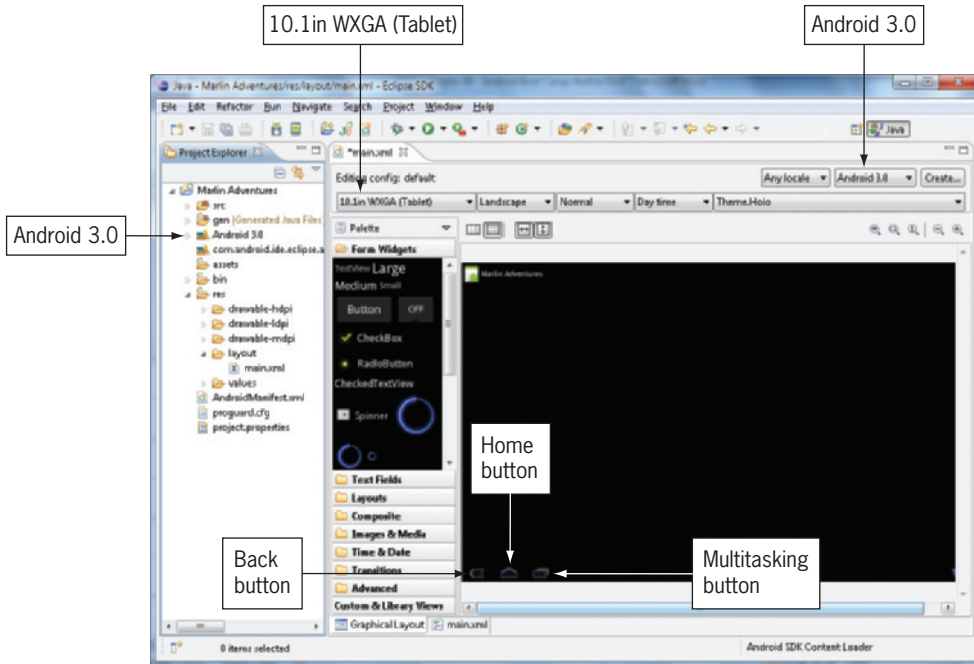 10.1in WXGA (Tablet)
Android 3.0
Java - Marlin Adventures/res/layout/main.xml - Eclipse SDK
File Edit Refactor Run Navigate Search Project Window Help
Java
Project Explorer
*main.xml
Editing config: default
Any locale
Android 3.0
Create...
10.1in WXGA (Tablet)
Landscape
Normal
Day time
Theme.Holo
Android 3.0
Marlin Adventures
src
gen [Generated Java Files]
Android 3.0
com.android.ide.eclipse.a
assets
bin
res
drawable-hdpi
drawable-ldpi
drawable-mdpi
layout
main.xml
values
AndroidManifest.xml
proguard.cfg
project.properties
Palette
Form Widgets
TextView Large
Medium Small
Button OFF
CheckBox
RadioButton
CheckedTextView
Spinner
Text Fields
Layouts
Composite
Images & Media
Time & Date
Transitions
Advanced
Custom & Library Views
Marlin Adventures
Home
button
Back
button
Multitasking
button
Graphical Layout
main.xml
0 items selected
Android SDK Content Loader